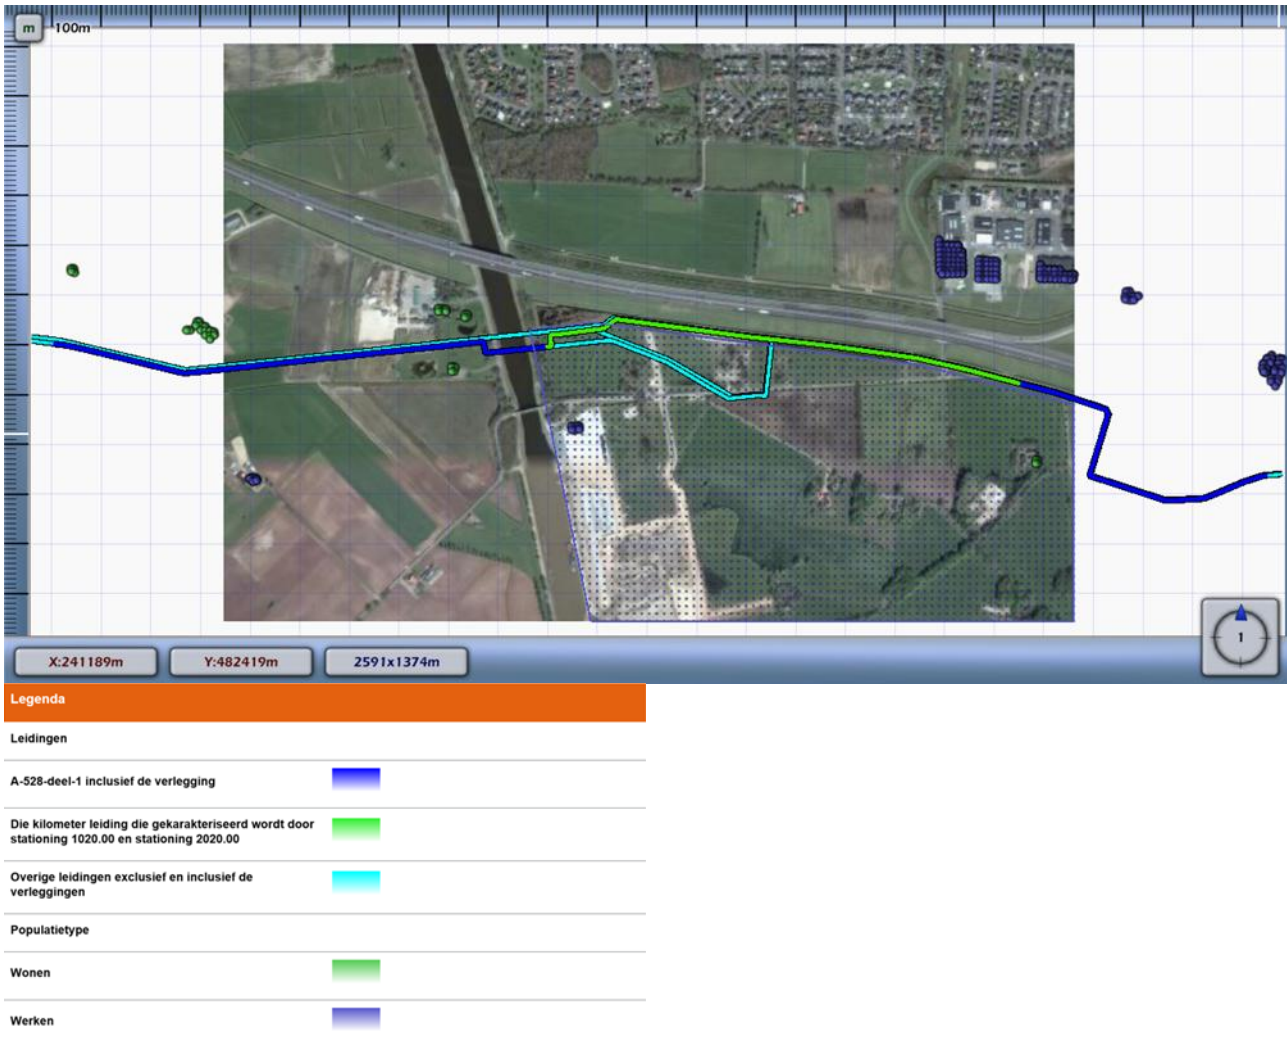 m 100m
X:241189m Y:482419m 2591x1374m
1
Legenda
Leidingen
A-528-deel-1 inclusief de verlegging
Die kilometer leiding die gekarakteriseerd wordt door
stationing 1020.00 en stationing 2020.00
Overige leidingen exclusief en inclusief de
verleggingen
Populatietype
Wonen
Werken